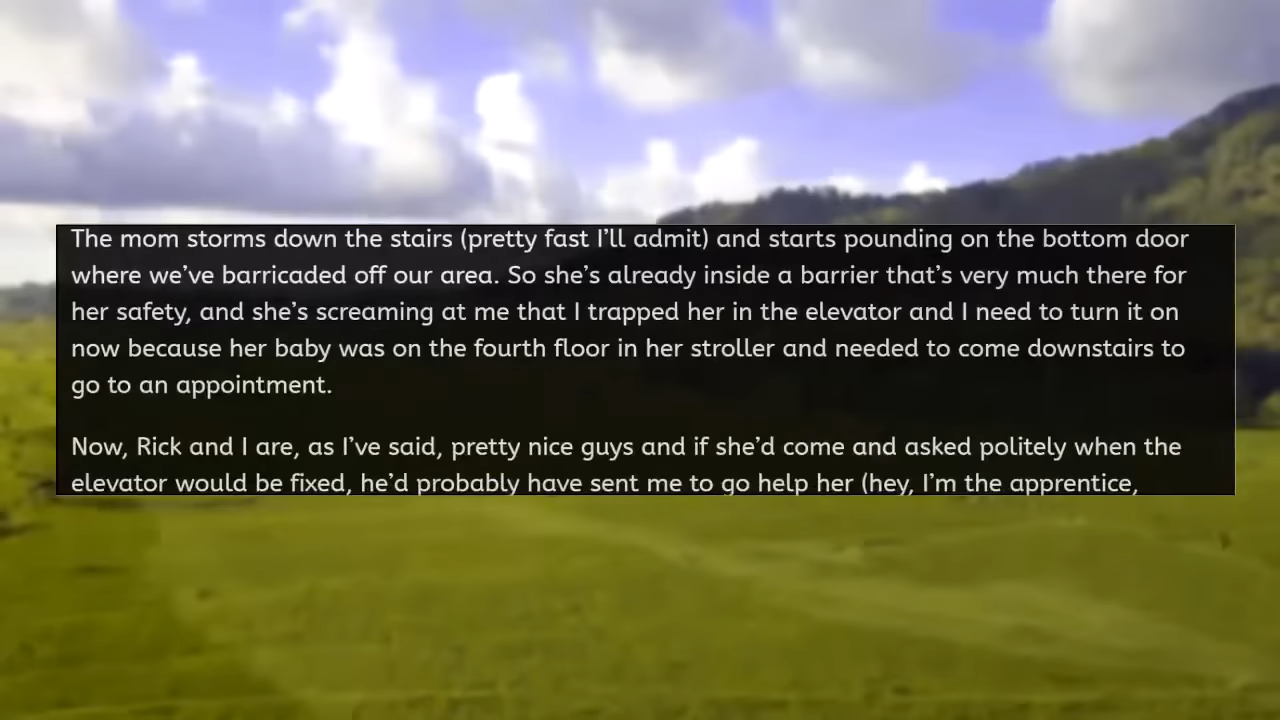 The mom storms down the stairs (pretty fast I’ll admit) and starts pounding on the bottom door
where we’ve barricaded off our area. So she’s already inside a barrier that’s very much there for
her safety, and she’s screaming at me that I trapped her in the elevator and I need to turn it on
now because her baby was on the fourth floor in her stroller and needed to come downstairs to
go to an appointment.
Now, Rick and I are, as I’ve said, pretty nice guys and if she’d come and asked politely when the
elevator would be fixed, he’d probably have sent me to go help her (hey, I’m the apprentice,